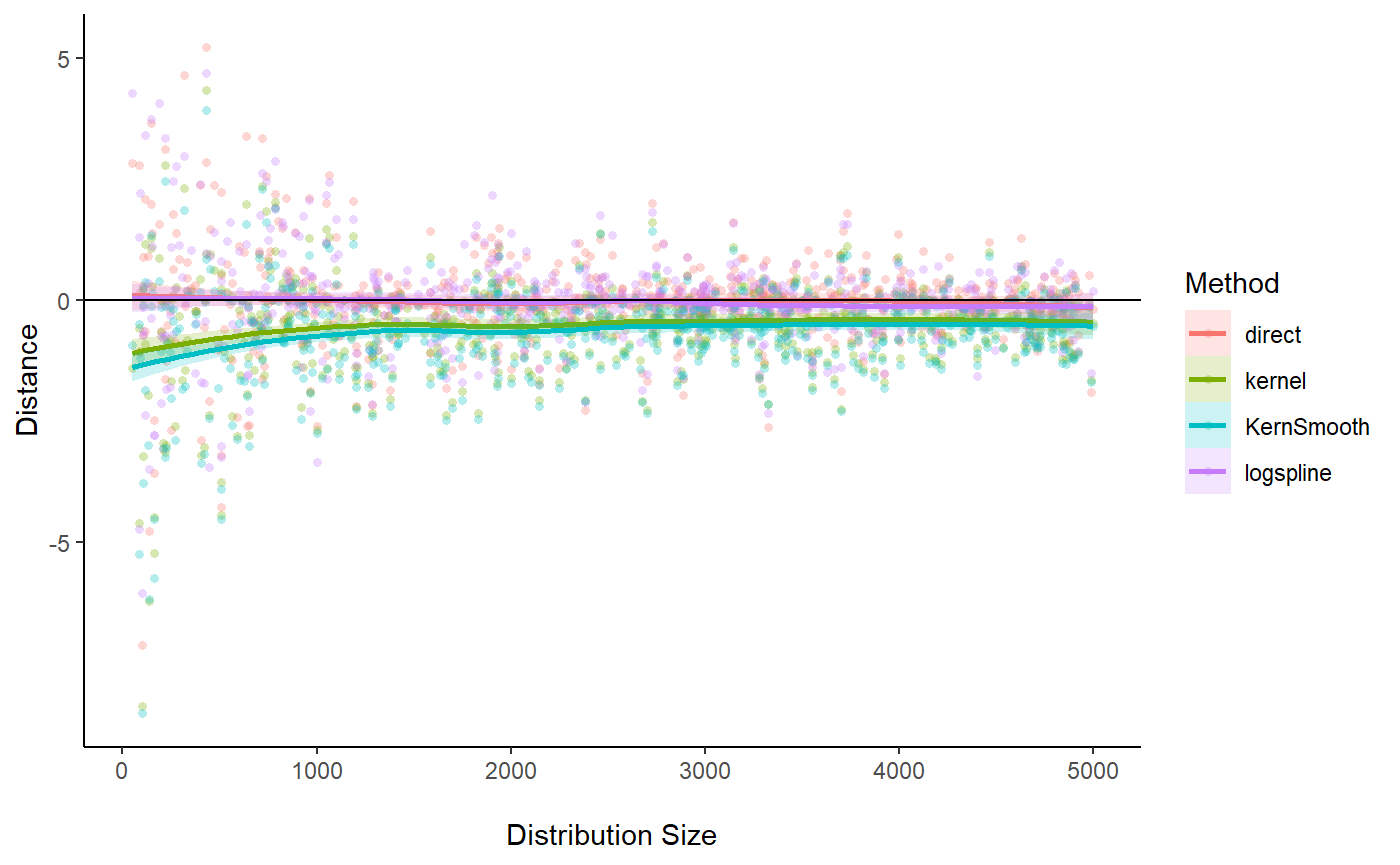 5
0
-5
Distance
0
1000
2000
3000
4000
5000
Distribution Size
Method
direct
kernel
KernSmooth
logspline